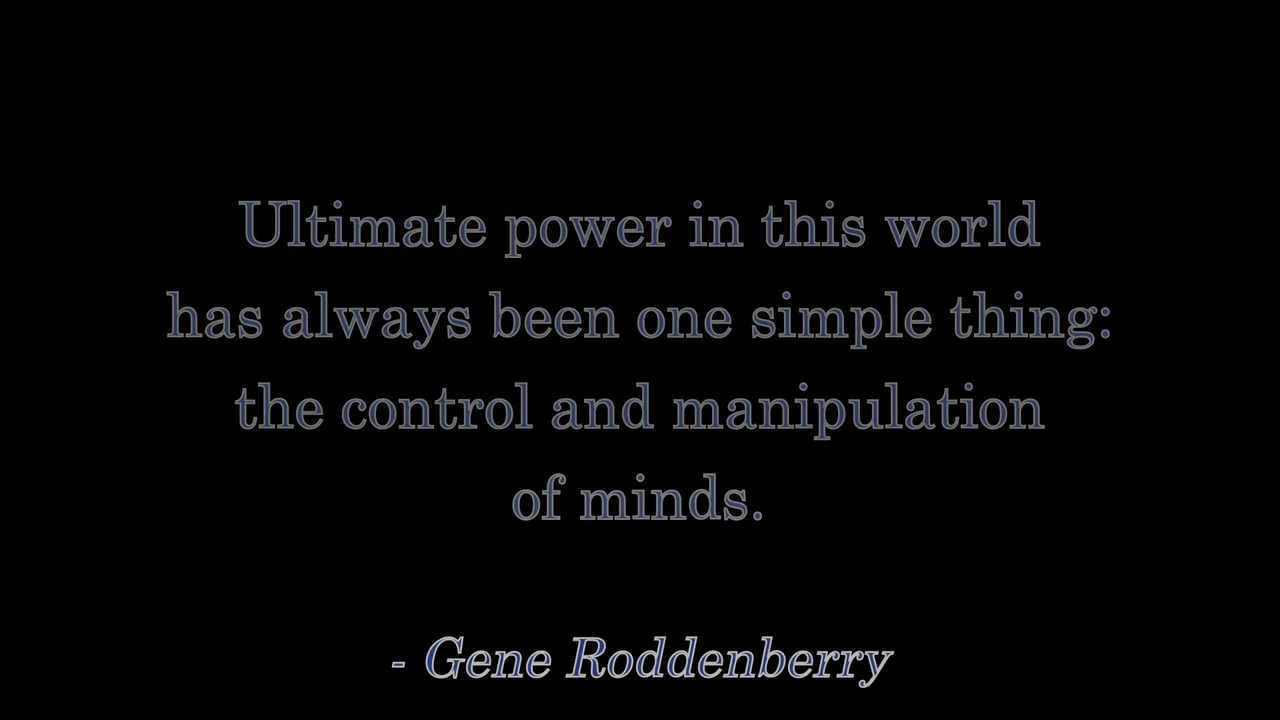 Ultimate power in this world
has always been one simple thing:
the control and manipulation
of minds.
- Gene Roddenberry